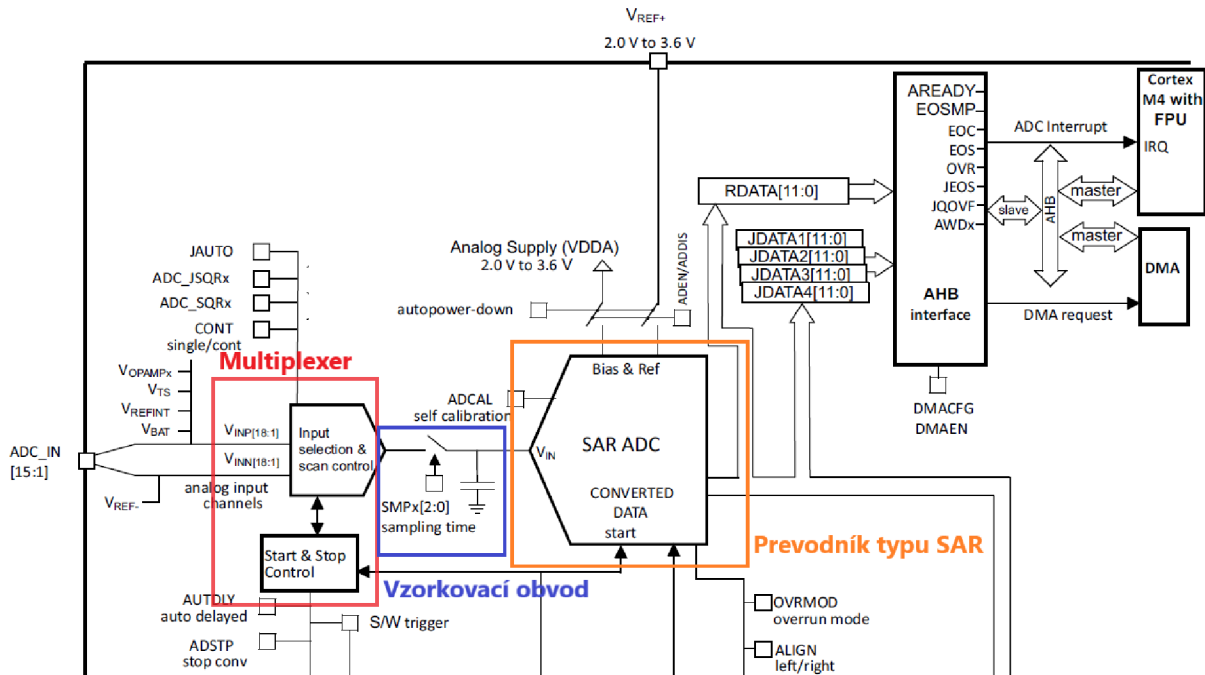 VREF+
2.0 V to 3.6 V
Cortex
M4 with
FPU
IRQ
AREADY
EOSMP
EOC
EOS
OVR
JEOS
JQOVF
AWDx
AHB
interface
ADC Interrupt
slave
AHB
master
master
DMA
DMA request
DMACFG
DMAEN
RDATA[11:0]
JDATA1[11:0]
JDATA2[11:0]
JDATA3[11:0]
JDATA4[11:0]
Analog Supply (VDDA)
2.0 V to 3.6 V
ADEN/ADDIS
autopower-down
JAUTO
ADC_JSQRx
ADC_SQRx
CONT
single/cont
Multiplexer
VOPAMPx
VTS
VREFINT
VBAT
ADC_IN
[15:1]
VINP[18:1]
VINN[18:1]
VREF-
analog input
channels
Input
selection &
scan control
Start & Stop
Control
SMPx[2:0]
sampling time
Vzorkovací obvod
ADCAL
self calibration
Bias & Ref
SAR ADC
VIN
CONVERTED
DATA
start
Prevodník typu SAR
AUTDLY
auto delayed
ADSTP
stop conv
S/W trigger
OVRMOD
overrun mode
ALIGN
left/right